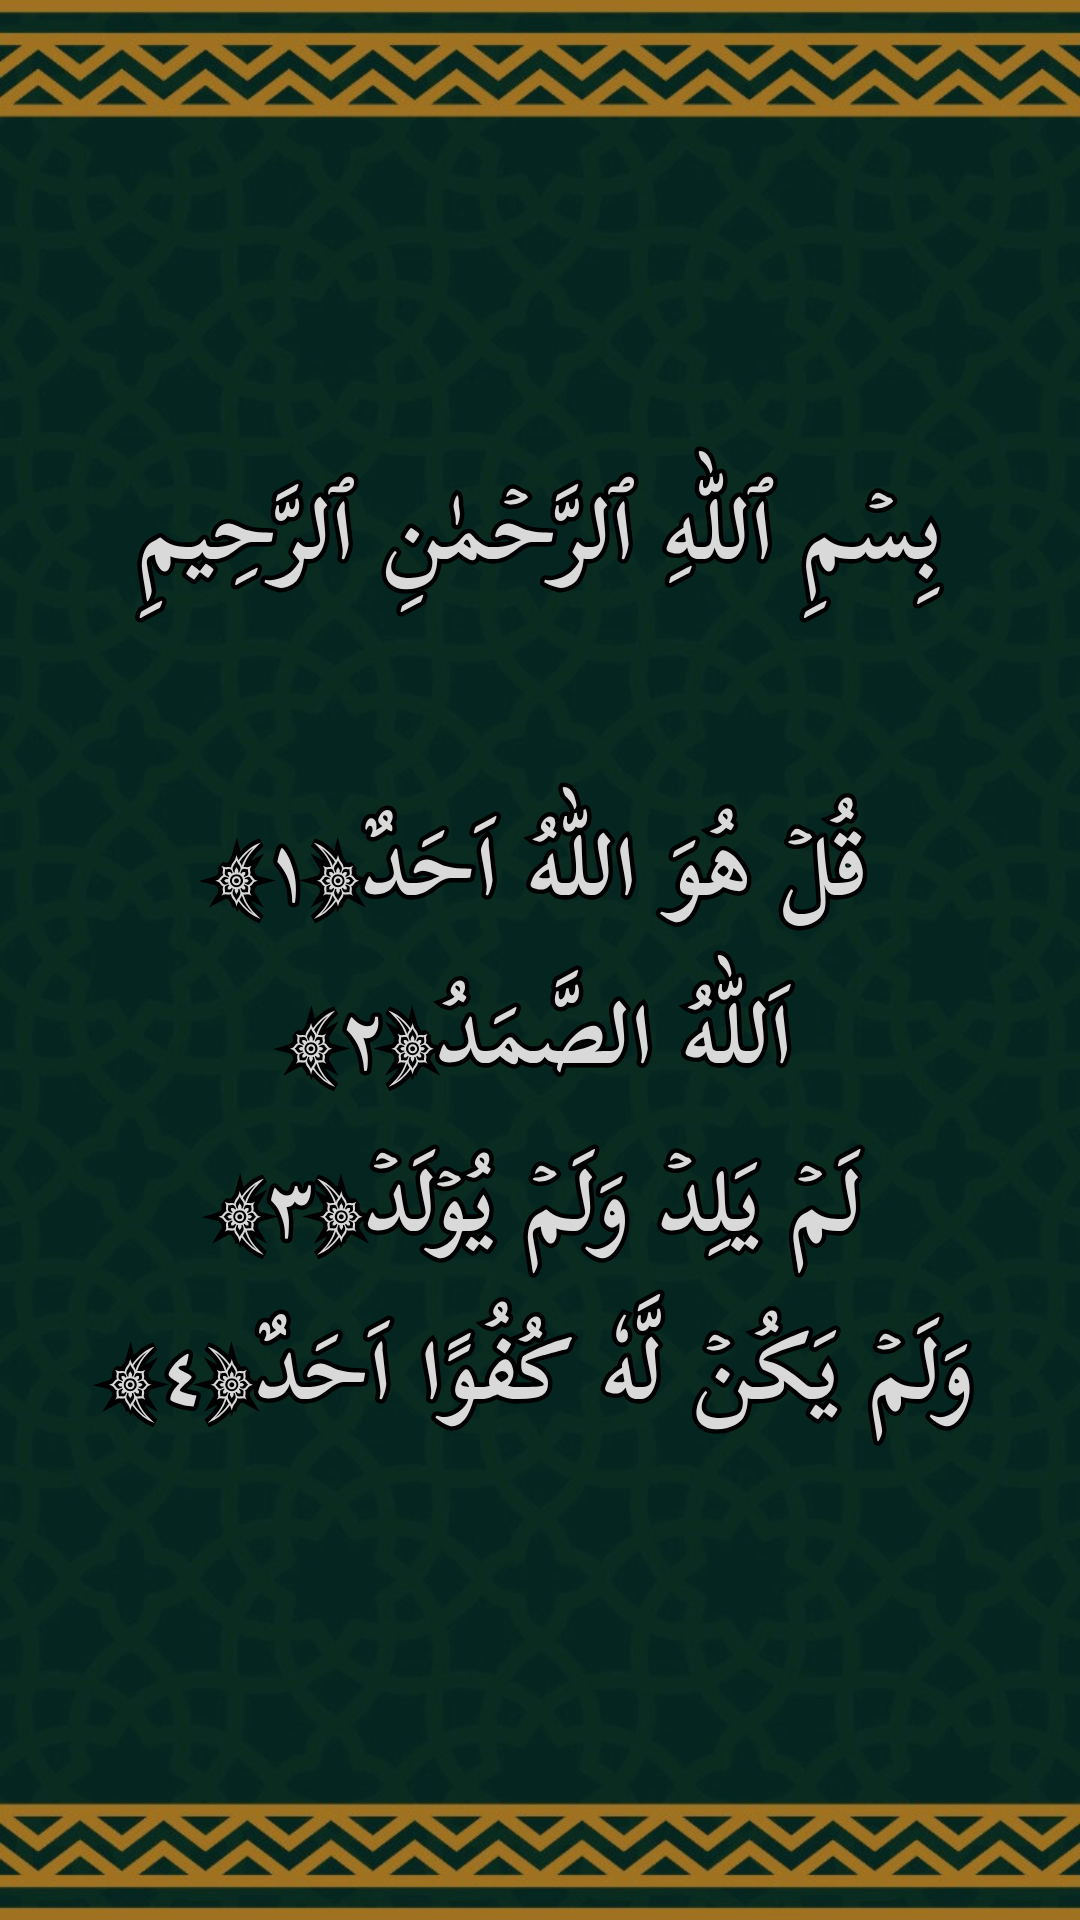 بِسۡمِ ٱللّٰهِ ٱلرَّحۡمٰنِ ٱلرَّحِيمِ
قُلۡ هُوَ اللّٰهُ اَحَدٌ﴿١﴾
اَللّٰهُ الصَّمَدُ﴿٢﴾
لَمۡ يَلِدۡ وَلَمۡ يُوۡلَدۡ﴿٣﴾
وَلَمۡ يَكُنۡ لَّهٗ كُفُوًا اَحَدٌ﴿٤﴾